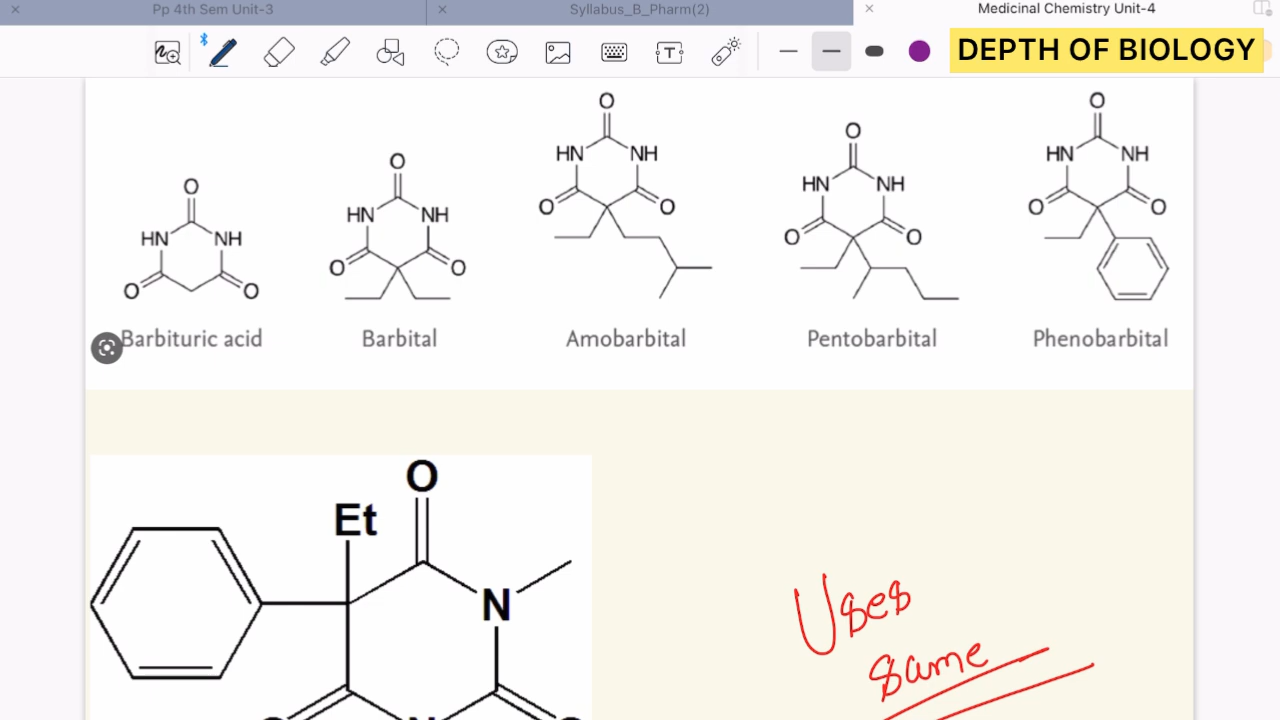 Pp 4th Sem Unit-3
Syllabus_B_Pharm(2)
Medicinal Chemistry Unit-4
T
DEPTH OF BIOLOGY
O
HN NH
O O
O
HN NH
O O
O
HN NH
O O
O
HN NH
O O
O
HN NH
O O
Barbituric acid
Barbital
Amobarbital
Pentobarbital
Phenobarbital
O
Et
N
Uses
same